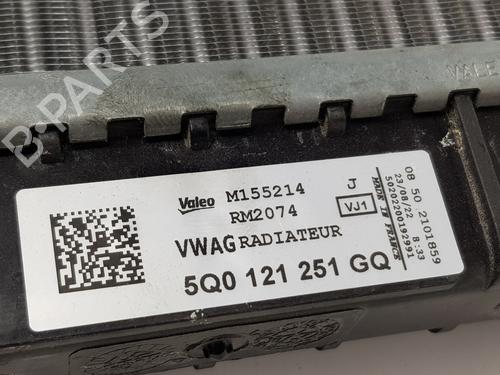 VALE
B-PARTS
Valeo M155214 J
RM2074 VJ1
VWAG RADIATEUR
5Q0 121 251 GQ
08 50 2101859
23/08/22 8:33
MADE IN FRANCE